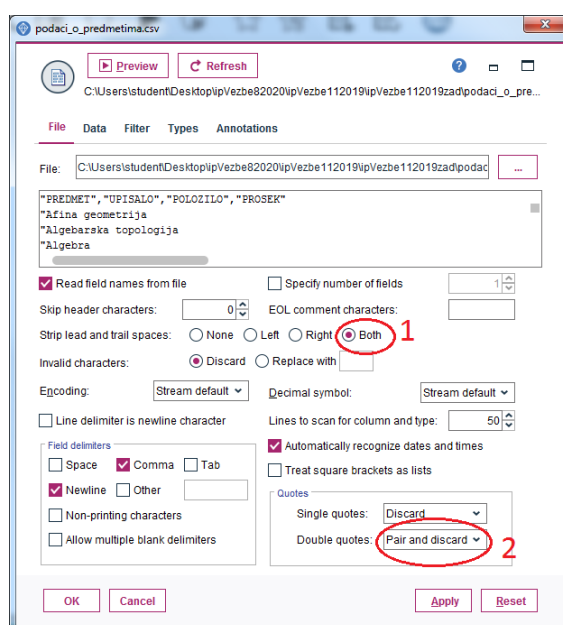 podaci_o_predmetima.csv
Preview Refresh
C:\Users\student\Desktop\ipVezbe82020\ipVezbe112019\ipVezbe112019zad\podaci_o_pre...
File Data Filter Types Annotations
File: C:\Users\student\Desktop\ipVezbe82020\ipVezbe112019\ipVezbe112019zad\podac ...
"PREDMET","UPISALO","POLOZILO","PROSEK"
"Afina geometrija
"Algebarska topologija
"Algebra
Read field names from file Specify number of fields 1
Skip header characters: 0 EOL comment characters:
Strip lead and trail spaces: None Left Right Both 1
Invalid characters: Discard Replace with
Encoding: Stream default Decimal symbol: Stream default
Line delimiter is newline character Lines to scan for column and type: 50
Field delimiters Automatically recognize dates and times
Space Comma Tab Treat square brackets as lists
Newline Other Quotes
Non-printing characters Single quotes: Discard
Allow multiple blank delimiters Double quotes: Pair and discard 2
OK Cancel Apply Reset